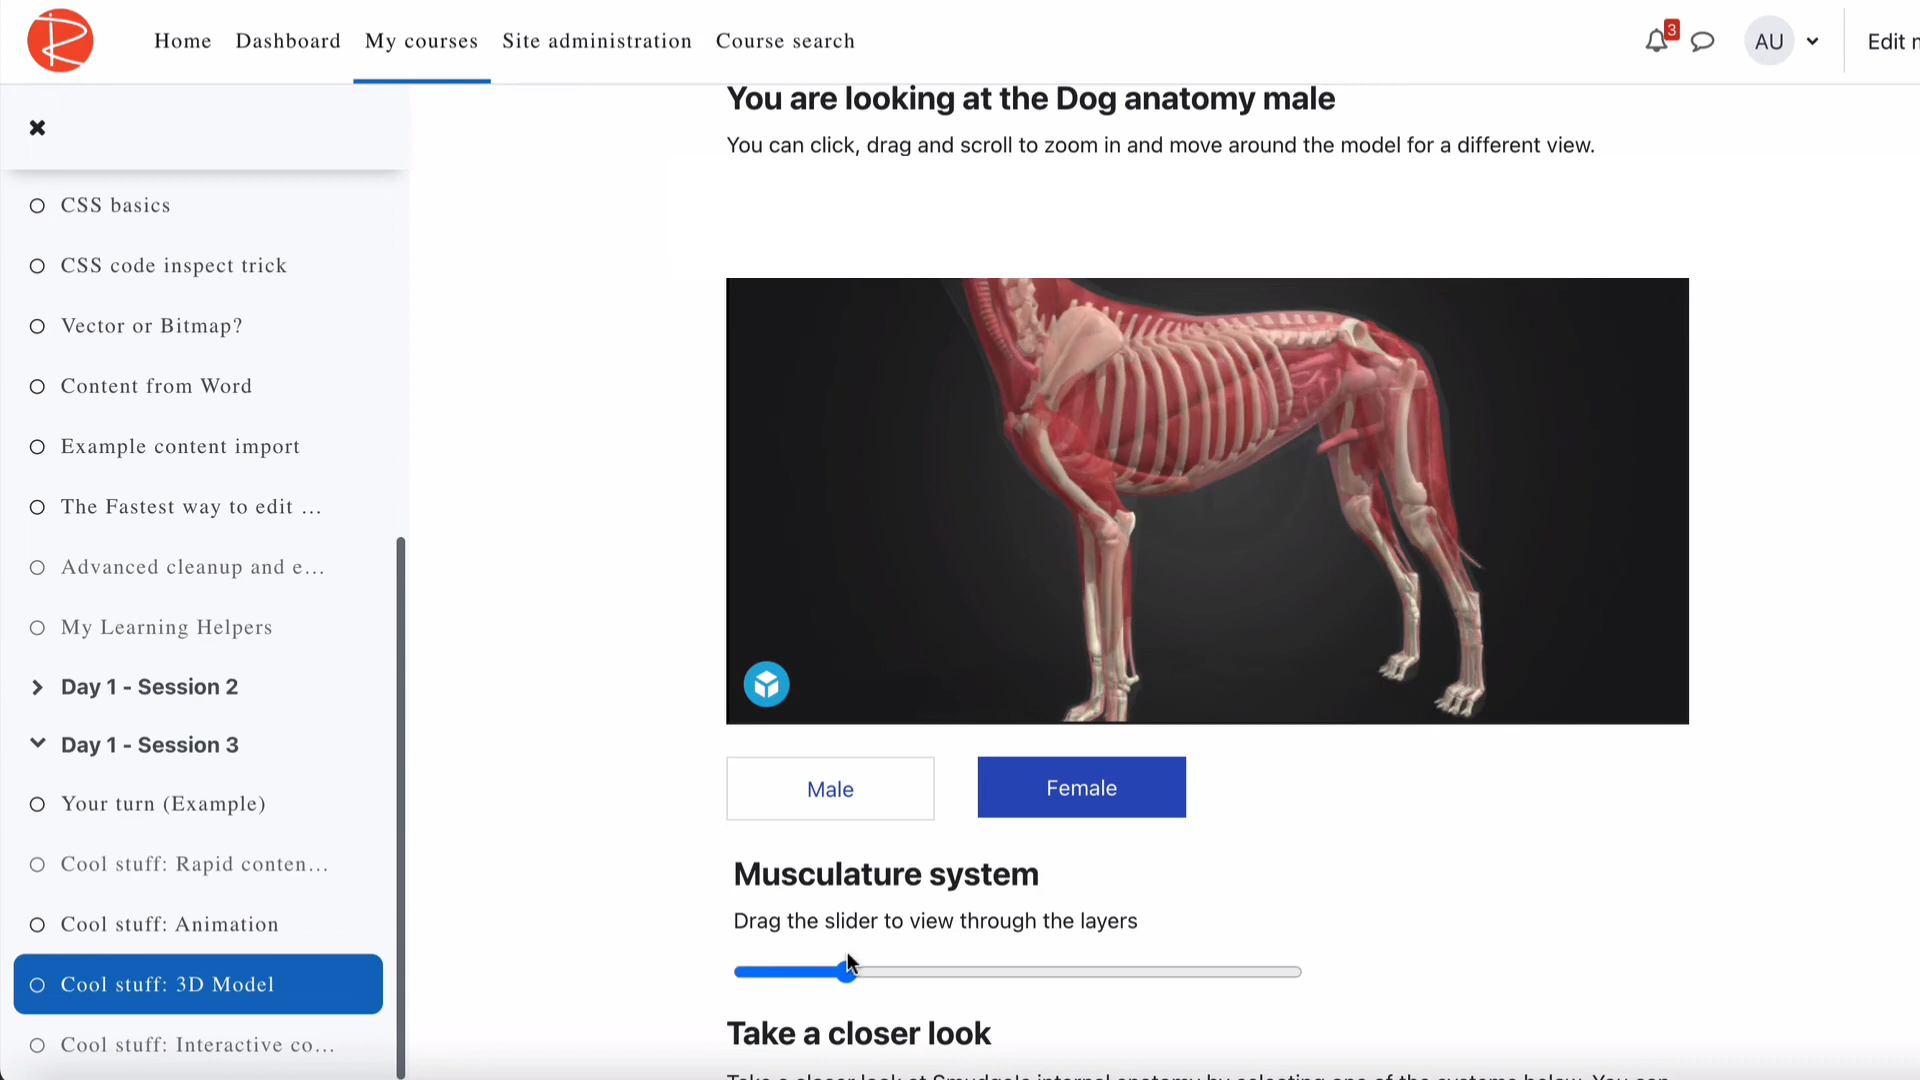 Home Dashboard My courses Site administration Course search
3
AU
Edit
You are looking at the Dog anatomy male
You can click, drag and scroll to zoom in and move around the model for a different view.
CSS basics
CSS code inspect trick
Vector or Bitmap?
Content from Word
Example content import
The Fastest way to edit ...
Advanced cleanup and e...
My Learning Helpers
Day 1 - Session 2
Day 1 - Session 3
Your turn (Example)
Cool stuff: Rapid conten...
Cool stuff: Animation
Cool stuff: 3D Model
Cool stuff: Interactive co...
Male
Female
Musculature system
Drag the slider to view through the layers
Take a closer look